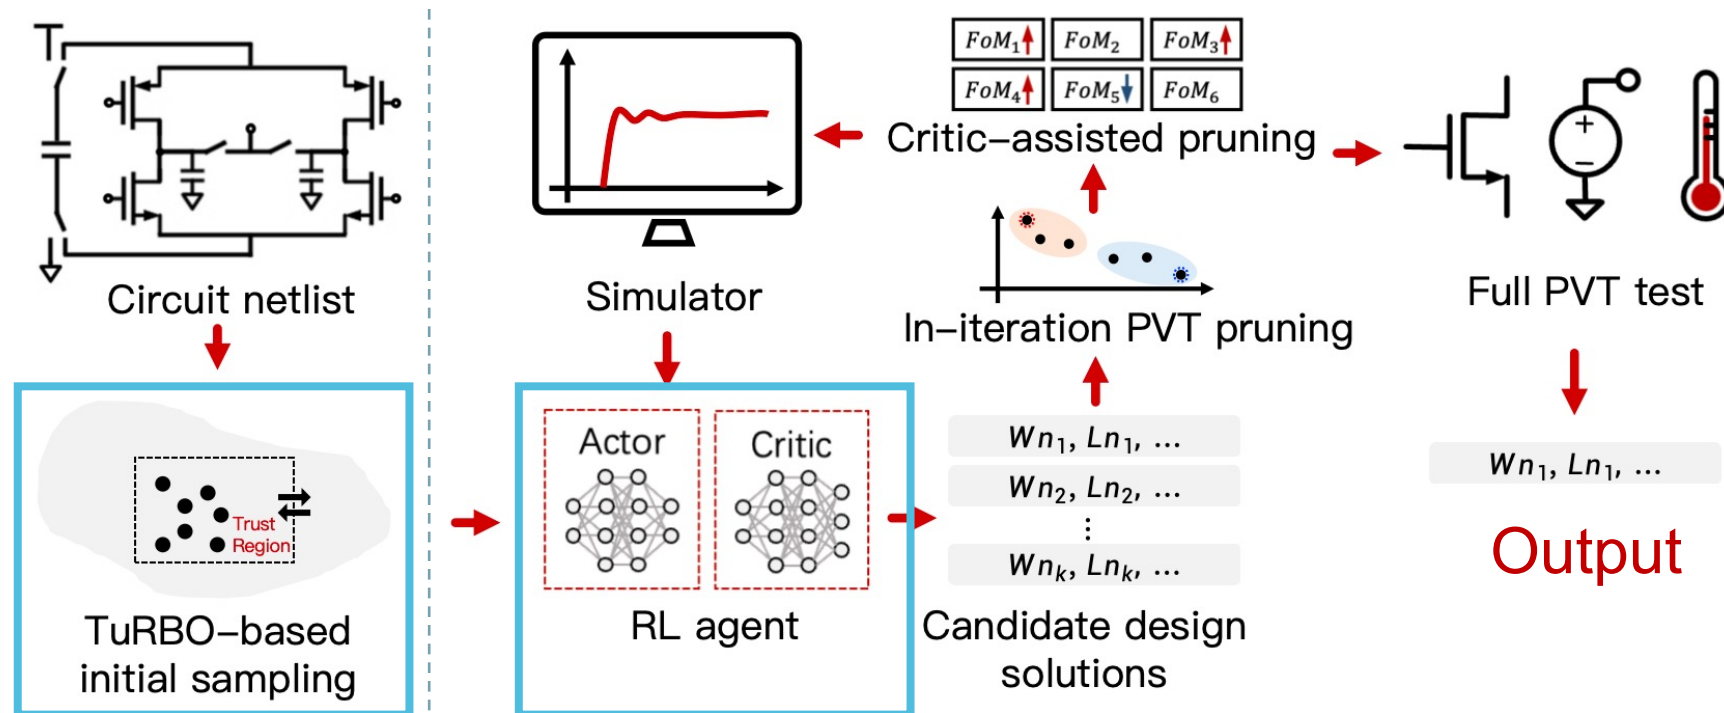 Circuit netlist
Trust
Region
TuRBO-based
initial sampling
Simulator
Actor
Critic
RL agent
FoM₁ FoM₂ FoM₃
FoM₄ FoM₅ FoM₆
Critic-assisted pruning
In-iteration PVT pruning
Wn₁, Ln₁, ...
Wn₂, Ln₂, ...
⋮
Wnₖ, Lnₖ, ...
Candidate design
solutions
+
−
Full PVT test
Wn₁, Ln₁, ...
Output